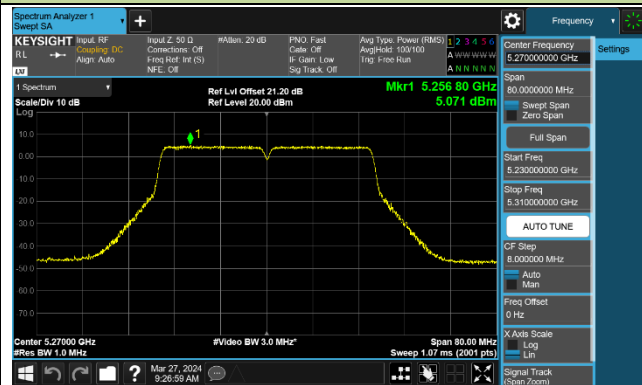 Spectrum Analyzer 1
Swept SA
Frequency
KEYSIGHT
RL
LXI
Input: RF
Coupling: DC
Align: Auto
Input Z: 50 Ω
Corrections: Off
Freq Ref: Int (S)
NFE: Off
#Atten: 20 dB
PNO: Fast
Gate: Off
IF Gain: Low
Sig Track: Off
Avg Type: Power (RMS)
Avg|Hold: 100/100
Trig: Free Run
1 2 3 4 5 6
A W W W W W
A N N N N N
1 Spectrum
Scale/Div 10 dB
Log
Ref Lvl Offset 21.20 dB
Ref Level 20.00 dBm
Mkr1 5.256 80 GHz
5.071 dBm
1
10.0
0.00
10.0
20.0
30.0
40.0
50.0
60.0
70.0
Center 5.27000 GHz
#Res BW 1.0 MHz
#Video BW 3.0 MHz*
Span 80.00 MHz
Sweep 1.07 ms (2001 pts)
Mar 27, 2024
9:26:59 AM
Center Frequency
5.270000000 GHz
Settings
Span
80.0000000 MHz
Swept Span
Zero Span
Full Span
Start Freq
5.230000000 GHz
Stop Freq
5.310000000 GHz
AUTO TUNE
CF Step
8.000000 MHz
Auto
Man
Freq Offset
0 Hz
X Axis Scale
Log
Lin
Signal Track
(Span Zoom)